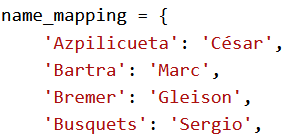 name_mapping = {
    'Azpilicueta': 'César',
    'Bartra': 'Marc',
    'Bremer': 'Gleison',
    'Busquets': 'Sergio',